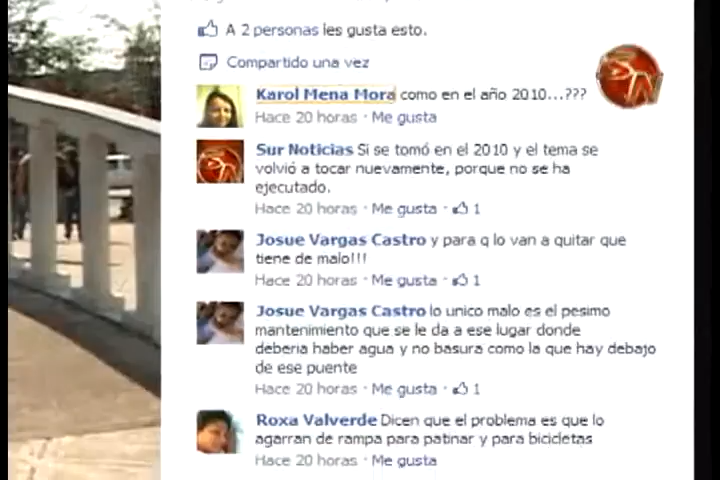 A 2 personas les gusta esto.
Compartido una vez
Karol Mena Mora como en el año 2010...???
Hace 20 horas · Me gusta
Sur Noticias Si se tomó en el 2010 y el tema se
volvió a tocar nuevamente, porque no se ha
ejecutado.
Hace 20 horas · Me gusta · 1
Josue Vargas Castro y para q lo van a quitar que
tiene de malo!!!
Hace 20 horas · Me gusta · 1
Josue Vargas Castro lo unico malo es el pesimo
mantenimiento que se le da a ese lugar donde
deberia haber agua y no basura como la que hay debajo
de ese puente
Hace 20 horas · Me gusta · 1
Roxa Valverde Dicen que el problema es que lo
agarran de rampa para patinar y para bicicletas
Hace 20 horas · Me gusta
SN